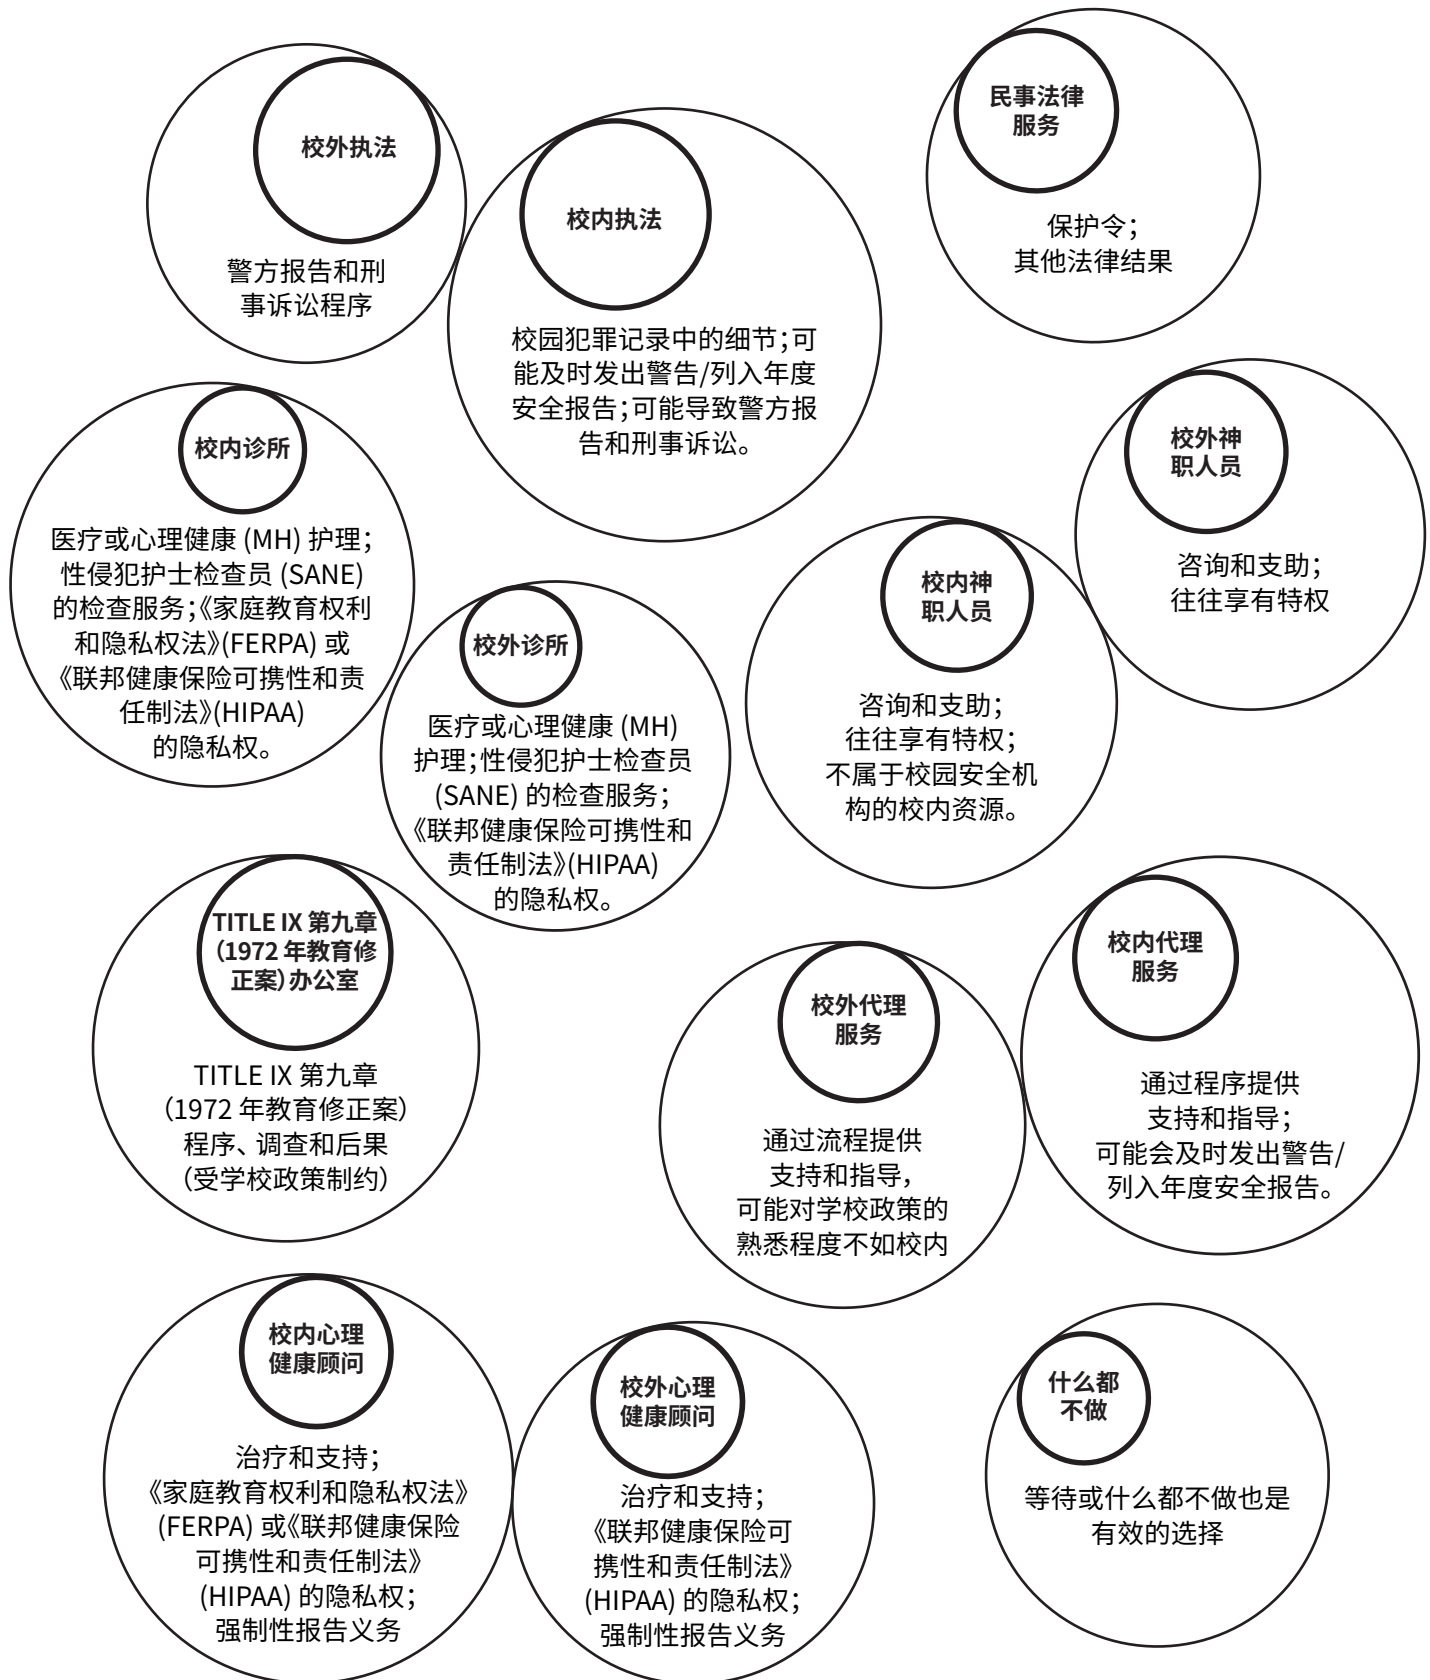 校外执法
警方报告和刑
事诉讼程序
校内执法
校园犯罪记录中的细节；可
能及时发出警告/列入年度
安全报告；可能导致警方报
告和刑事诉讼。
民事法律
服务
保护令；
其他法律结果
校内诊所
医疗或心理健康 (MH) 护理；
性侵犯护士检查员 (SANE)
的检查服务；《家庭教育权利
和隐私权法》(FERPA) 或
《联邦健康保险可携性和责
任制法》(HIPAA)
的隐私权。
校外诊所
医疗或心理健康 (MH)
护理；性侵犯护士检查员
(SANE) 的检查服务；
《联邦健康保险可携性和
责任制法》(HIPAA)
的隐私权。
校内神
职人员
咨询和支助；
往往享有特权；
不属于校园安全机
构的校内资源。
校外神
职人员
咨询和支助；
往往享有特权
TITLE IX 第九章
（1972 年教育修
正案）办公室
TITLE IX 第九章
（1972 年教育修正案）
程序、调查和后果
（受学校政策制约）
校外代理
服务
通过流程提供
支持和指导，
可能对学校政策的
熟悉程度不如校内
校内代理
服务
通过程序提供
支持和指导；
可能会及时发出警告/
列入年度安全报告。
校内心理
健康顾问
治疗和支持；
《家庭教育权利和隐私权法》
(FERPA) 或《联邦健康保险
可携性和责任制法》
(HIPAA) 的隐私权；
强制性报告义务
校外心理
健康顾问
治疗和支持；
《联邦健康保险可
携性和责任制法》
(HIPAA) 的隐私权；
强制性报告义务
什么都
不做
等待或什么都不做也是
有效的选择